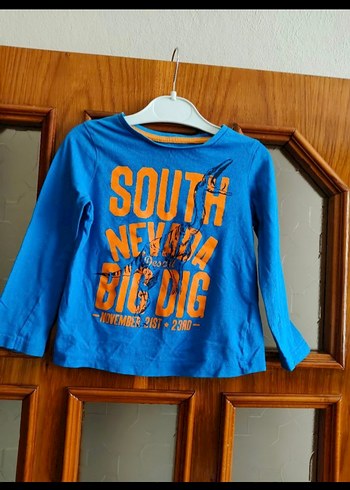 SOUTH
NEVADA
BIG DIG
NOVEMBER 21ST • 23RD